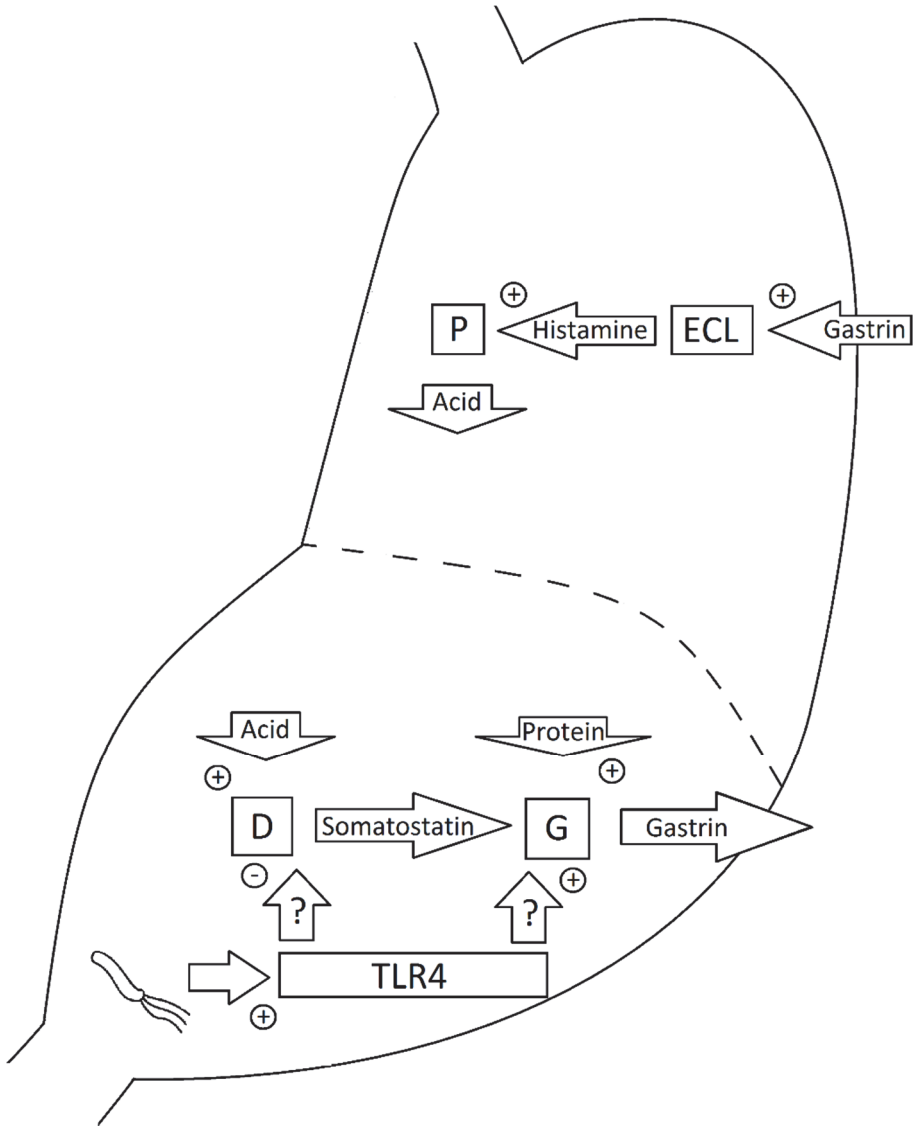 +
+
P
Histamine
ECL
Gastrin
Acid
Acid
Protein
+
+
D
Somatostatin
G
Gastrin
-
+
?
?
TLR4
+